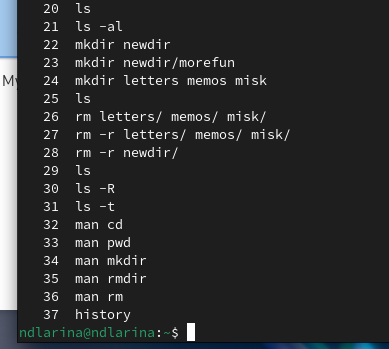 20 ls
21 ls -al
22 mkdir newdir
23 mkdir newdir/morefun
24 mkdir letters memos misk
25 ls
26 rm letters/ memos/ misk/
27 rm -r letters/ memos/ misk/
28 rm -r newdir/
29 ls
30 ls -R
31 ls -t
32 man cd
33 man pwd
34 man mkdir
35 man rmdir
36 man rm
37 history
ndlarina@ndlarina:~$